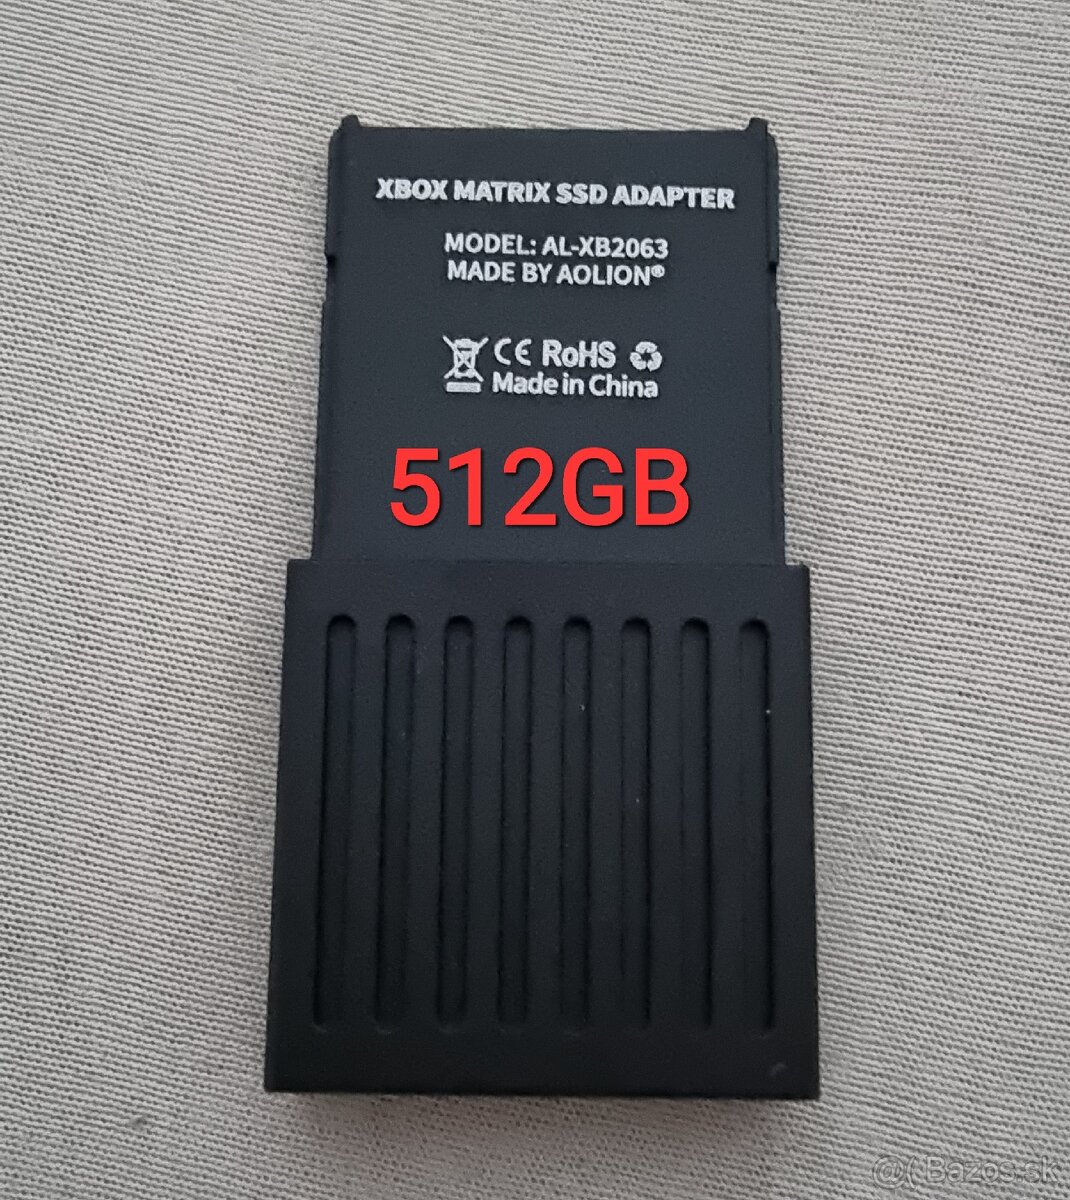 XBOX MATRIX SSD ADAPTER
MODEL: AL-XB2063
MADE BY AOLION®
CE RoHS
Made in China
512GB
@(Bazos.sk